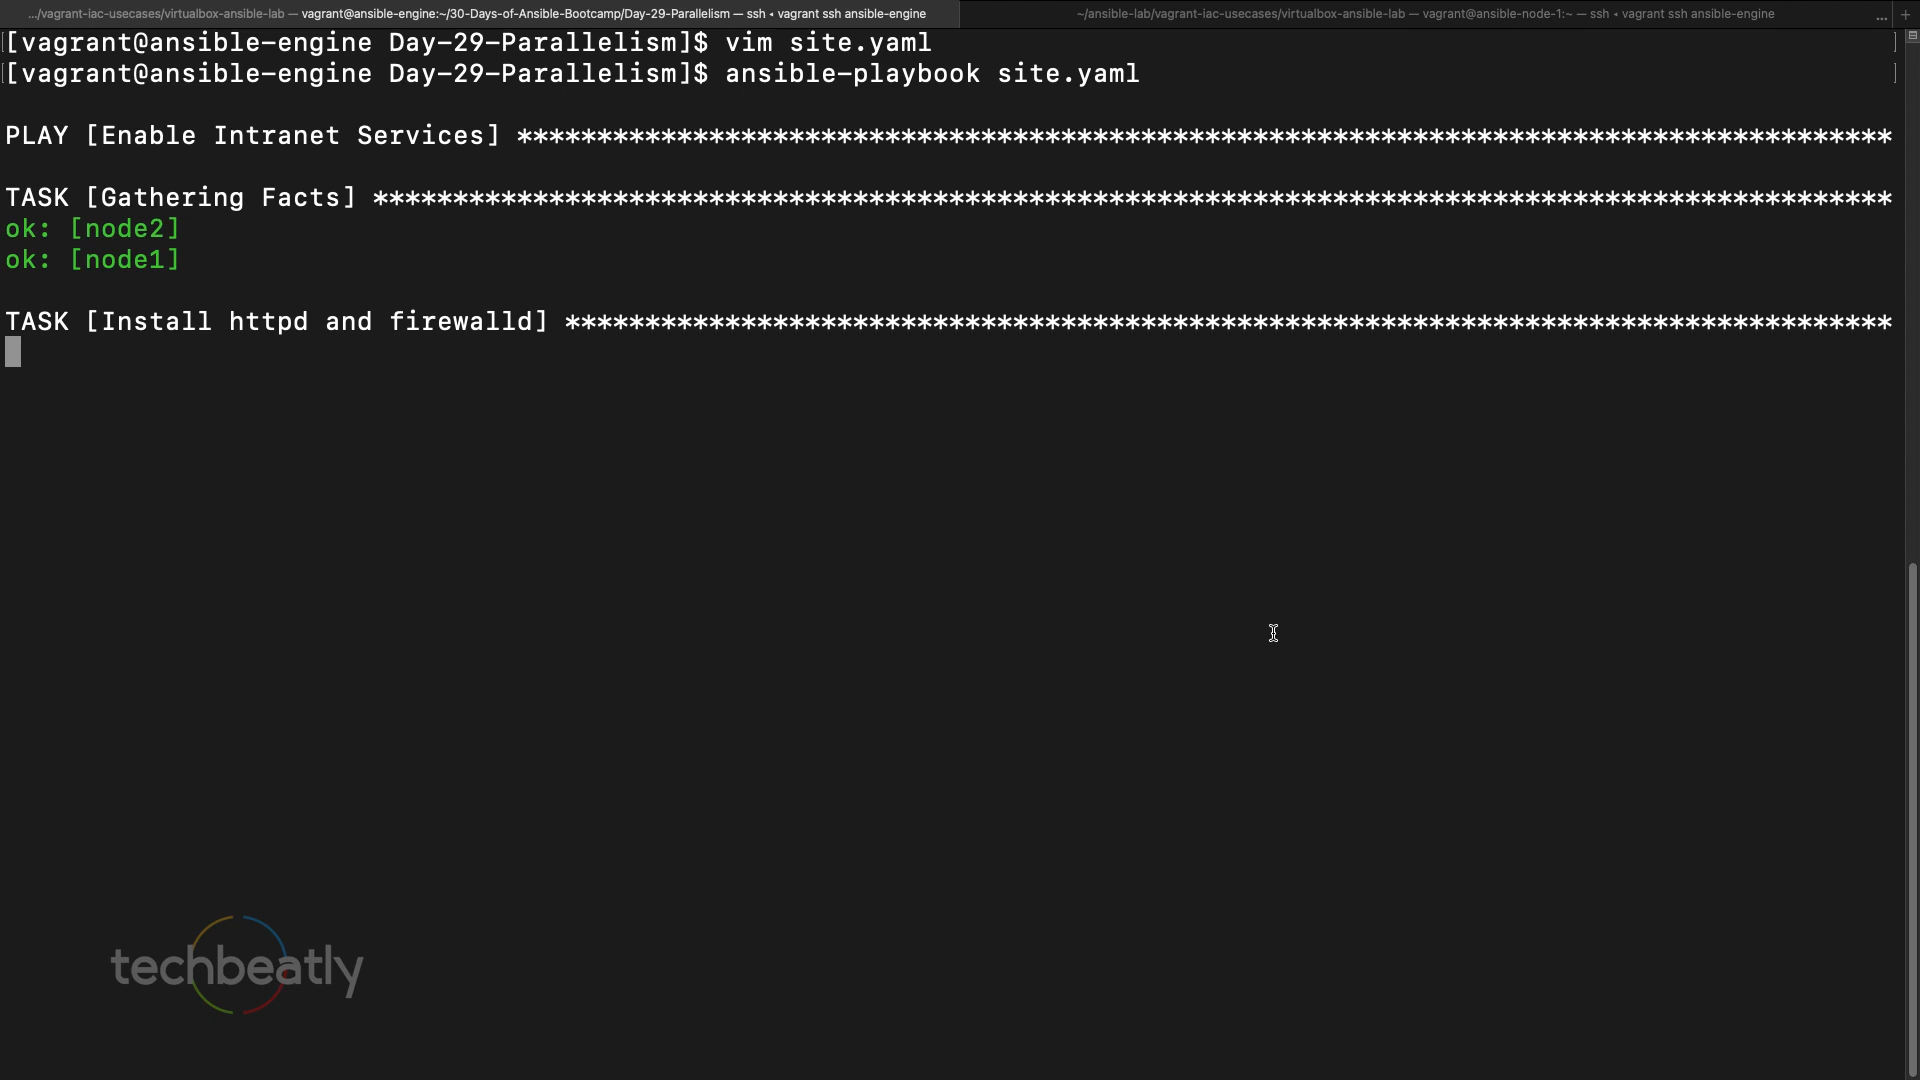 .../vagrant-iac-usecases/virtualbox-ansible-lab — vagrant@ansible-engine:~/30-Days-of-Ansible-Bootcamp/Day-29-Parallelism — ssh ◂ vagrant ssh ansible-engine
~/ansible-lab/vagrant-iac-usecases/virtualbox-ansible-lab — vagrant@ansible-node-1:~ — ssh ◂ vagrant ssh ansible-engine ... +
[vagrant@ansible-engine Day-29-Parallelism]$ vim site.yaml
[vagrant@ansible-engine Day-29-Parallelism]$ ansible-playbook site.yaml
PLAY [Enable Intranet Services] **************************************************************************************
TASK [Gathering Facts] ***********************************************************************************************
ok: [node2]
ok: [node1]
TASK [Install httpd and firewalld] ***********************************************************************************
techbeatly